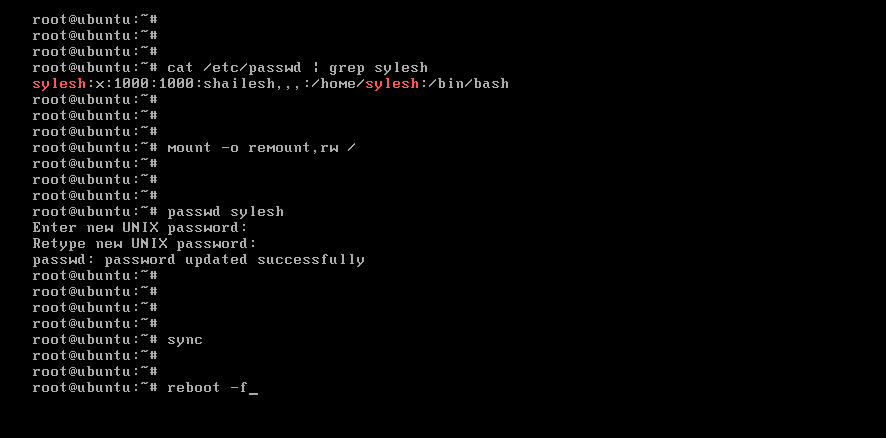 root@ubuntu:~#
root@ubuntu:~#
root@ubuntu:~#
root@ubuntu:~# cat /etc/passwd | grep sylesh
sylesh:x:1000:1000:shailesh,,,:/home/sylesh:/bin/bash
root@ubuntu:~#
root@ubuntu:~#
root@ubuntu:~#
root@ubuntu:~# mount -o remount,rw /
root@ubuntu:~#
root@ubuntu:~#
root@ubuntu:~#
root@ubuntu:~# passwd sylesh
Enter new UNIX password:
Retype new UNIX password:
passwd: password updated successfully
root@ubuntu:~#
root@ubuntu:~#
root@ubuntu:~#
root@ubuntu:~#
root@ubuntu:~# sync
root@ubuntu:~#
root@ubuntu:~#
root@ubuntu:~# reboot -f_